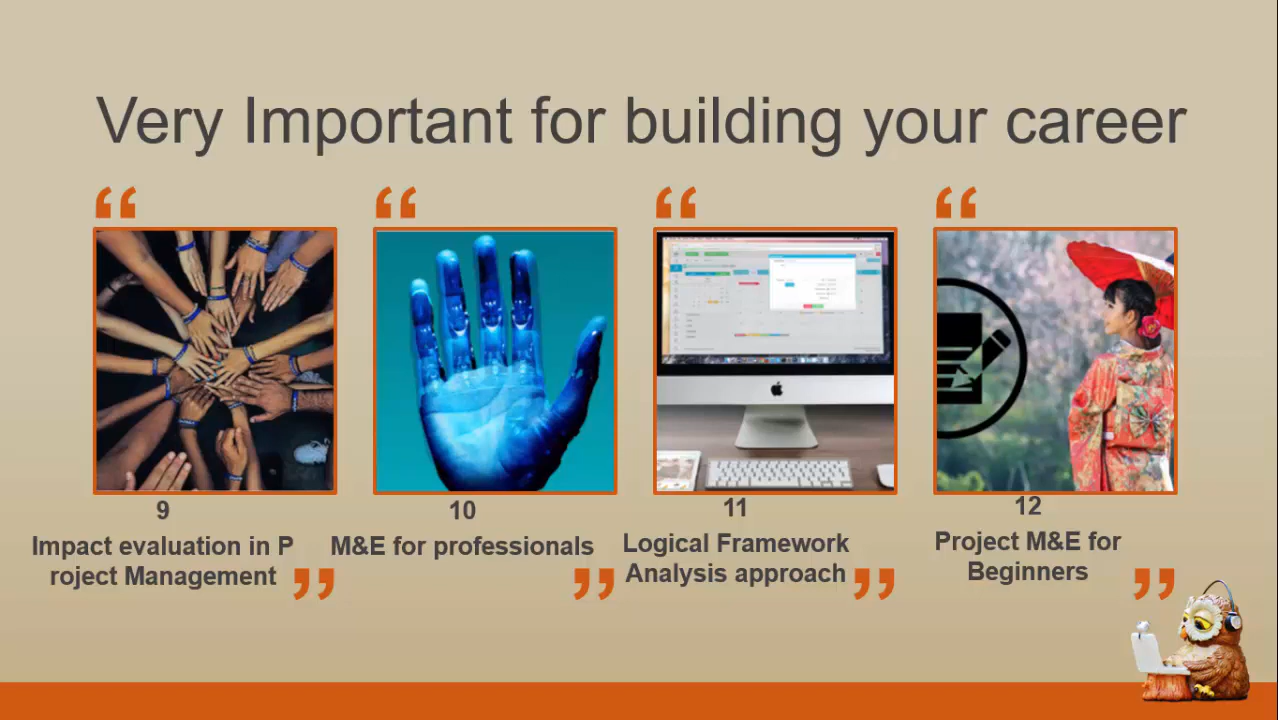 Very Important for building your career
“ “ “ “
9
Impact evaluation in P
roject Management ”
10
M&E for professionals
”
11
Logical Framework
Analysis approach ”
12
Project M&E for
Beginners ”